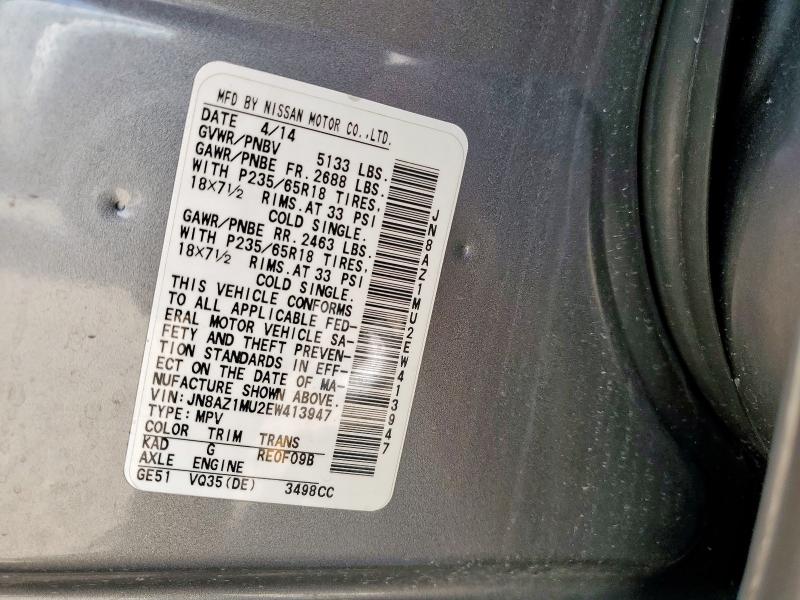 MFD BY NISSAN MOTOR CO.,LTD.
DATE 4/14
GVWR/PNBV 5133 LBS.
GAWR/PNBE FR. 2688 LBS.
WITH P235/65R18 TIRES,
18×7½ RIMS.AT 33 PSI
COLD SINGLE.
GAWR/PNBE RR. 2463 LBS.
WITH P235/65R18 TIRES,
18×7½ RIMS.AT 33 PSI
COLD SINGLE.
THIS VEHICLE CONFORMS
TO ALL APPLICABLE FED-
ERAL MOTOR VEHICLE SA-
FETY AND THEFT PREVEN-
TION STANDARDS IN EFF-
ECT ON THE DATE OF MA-
NUFACTURE SHOWN ABOVE.
VIN: JN8AZ1MU2EW413947
TYPE: MPV
COLOR TRIM TRANS
KAD G RE0F09B
AXLE ENGINE
GE51 VQ35(DE) 3498CC
JN8AZ1MU2EW413947